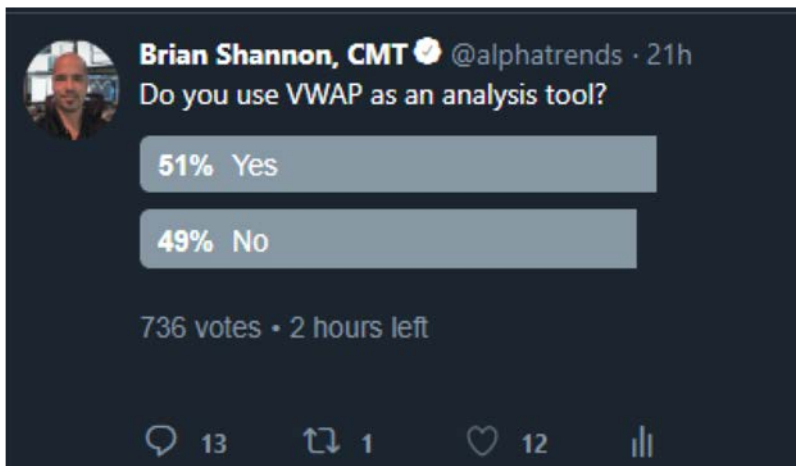 Brian Shannon, CMT @alphatrends · 21h
Do you use VWAP as an analysis tool?
51% Yes
49% No
736 votes • 2 hours left
13 1 12